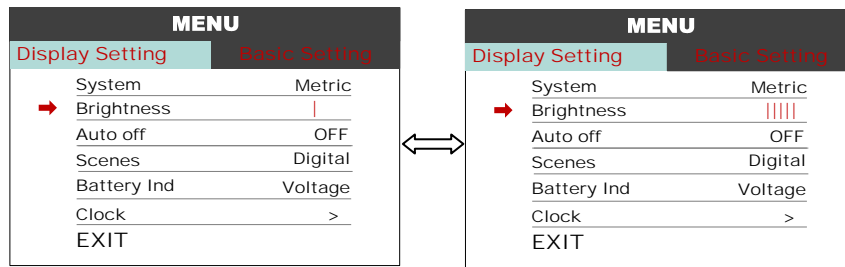 MENU
Display Setting Basic Setting
System Metric
Brightness |
Auto off OFF
Scenes Digital
Battery Ind Voltage
Clock >
EXIT
MENU
Display Setting Basic Setting
System Metric
Brightness |||||
Auto off OFF
Scenes Digital
Battery Ind Voltage
Clock >
EXIT